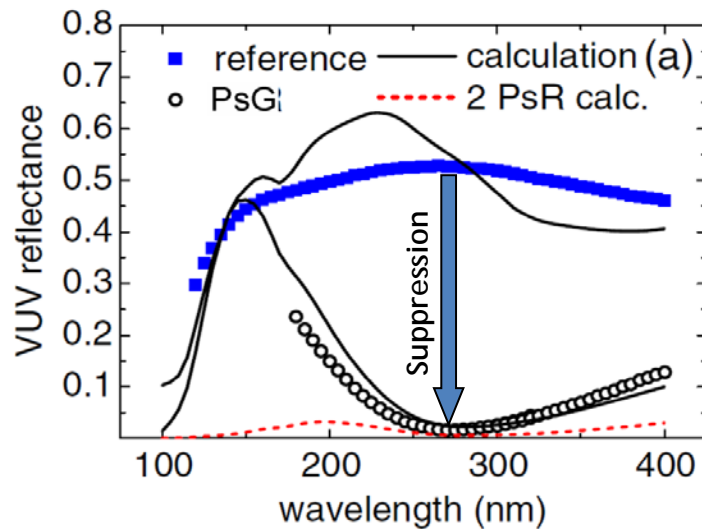 0.8
0.7
0.6
0.5
0.4
0.3
0.2
0.1
VUV reflectance
reference
calculation (a)
2 PsR calc.
Suppression
100
200
300
400
wavelength (nm)